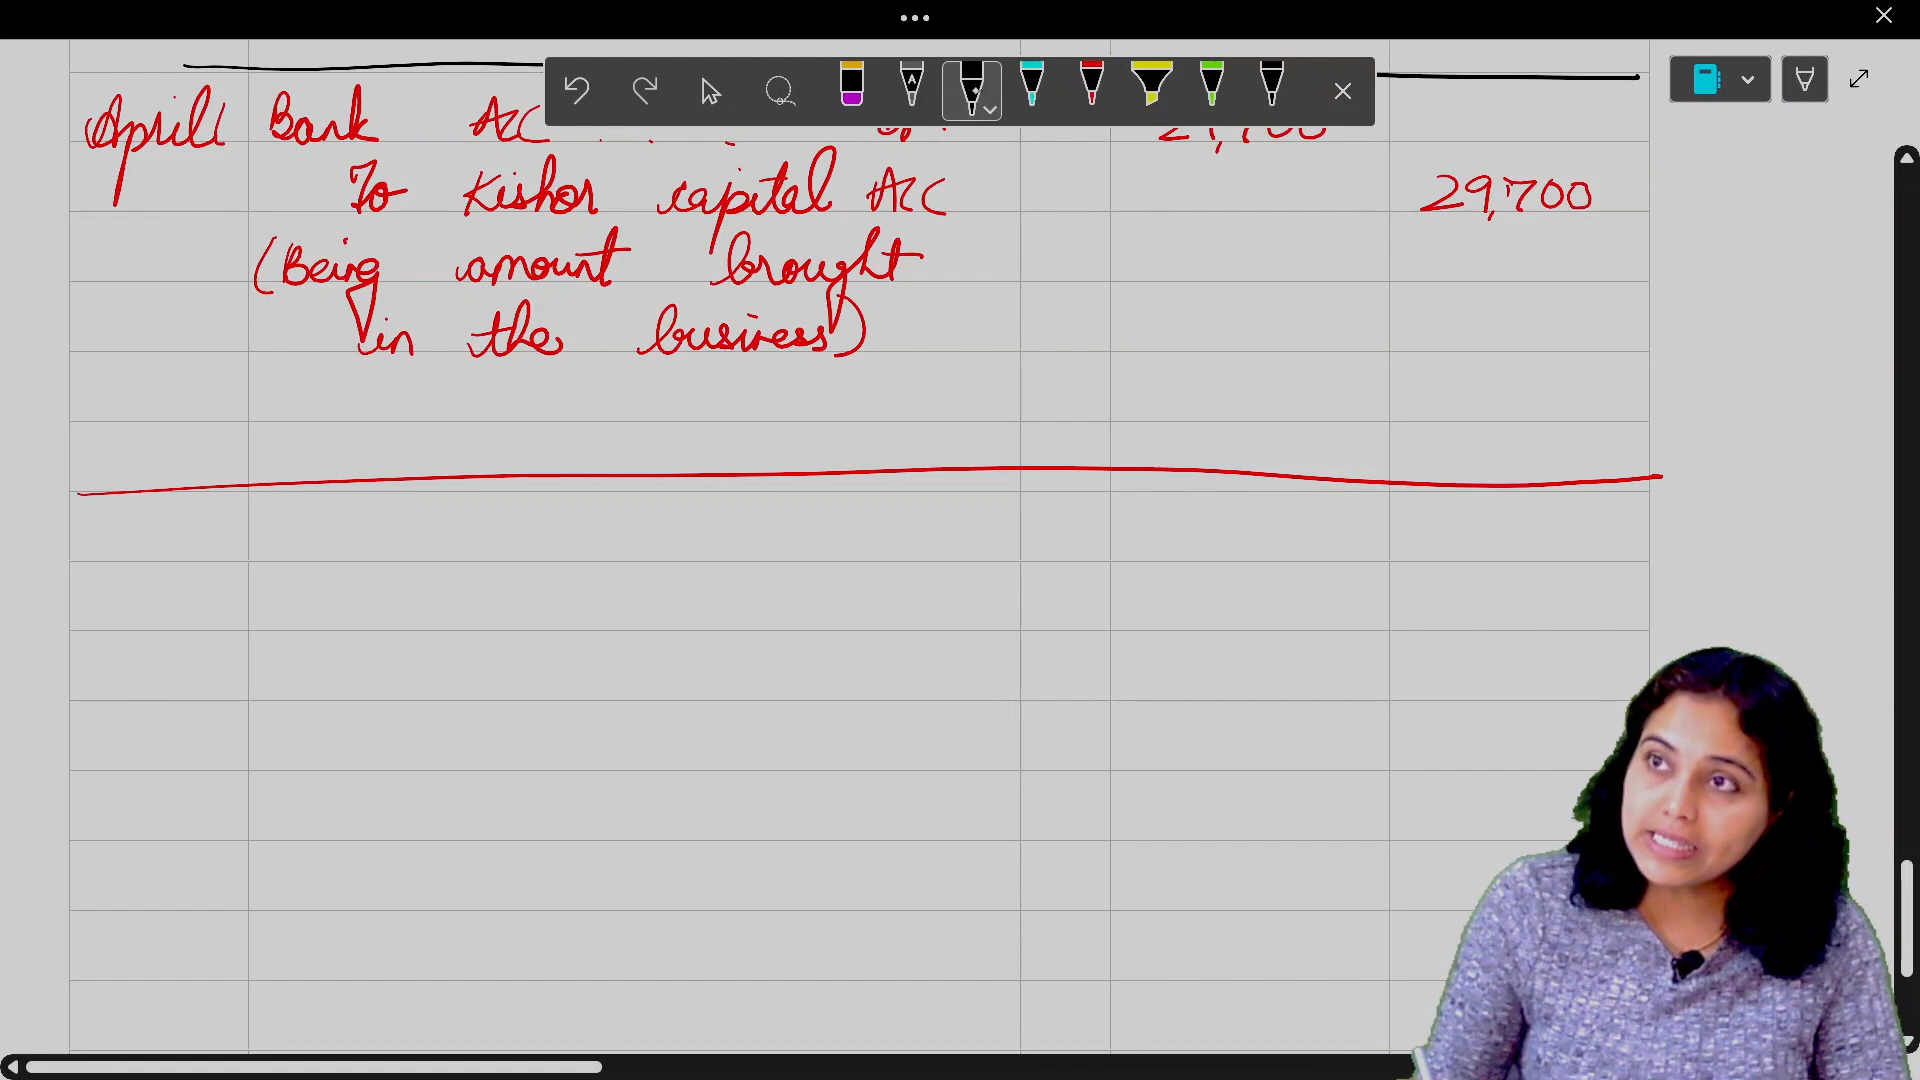 April Bank A/C
To Kishor capital A/C 29,700
(Being amount brought
in the business)